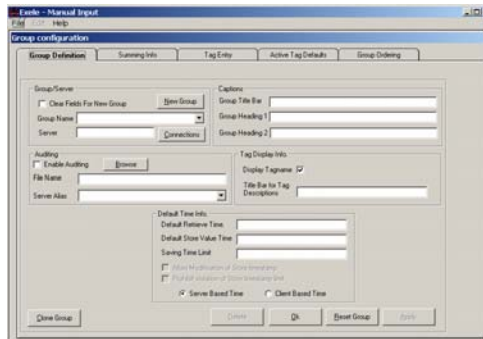 Exele - Manual Input
File Edit Help
Group configuration
Group Definition Summing Info Tag Entry Active Tag Defaults Group Ordering
Group/Server
Clear Fields For New Group New Group
Group Name
Server Connections
Captions
Group Title Bar
Group Heading 1
Group Heading 2
Auditing
Enable Auditing Browse
File Name
Server Alias
Tag Display Info.
Display Tagname
Title Bar for Tag
Descriptions
Default Time Info.
Default Retrieve Time
Default Store Value Time
Saving Time Limit
Allow Modification of Store timestamp
Prohibit violation of Store timestamp limit
Server Based Time Client Based Time
Clone Group Delete Ok Reset Group Apply